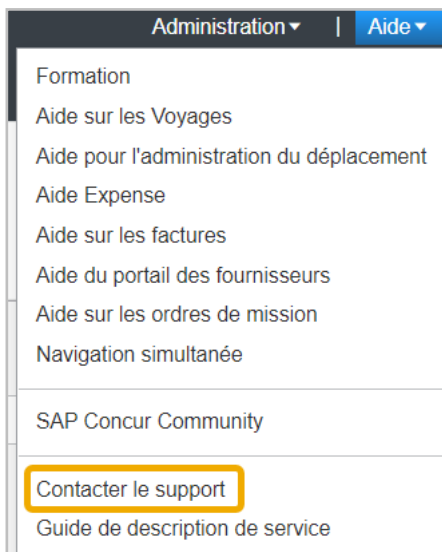 Administration ▾ | Aide ▾
Formation
Aide sur les Voyages
Aide pour l'administration du déplacement
Aide Expense
Aide sur les factures
Aide du portail des fournisseurs
Aide sur les ordres de mission
Navigation simultanée
SAP Concur Community
Contacter le support
Guide de description de service